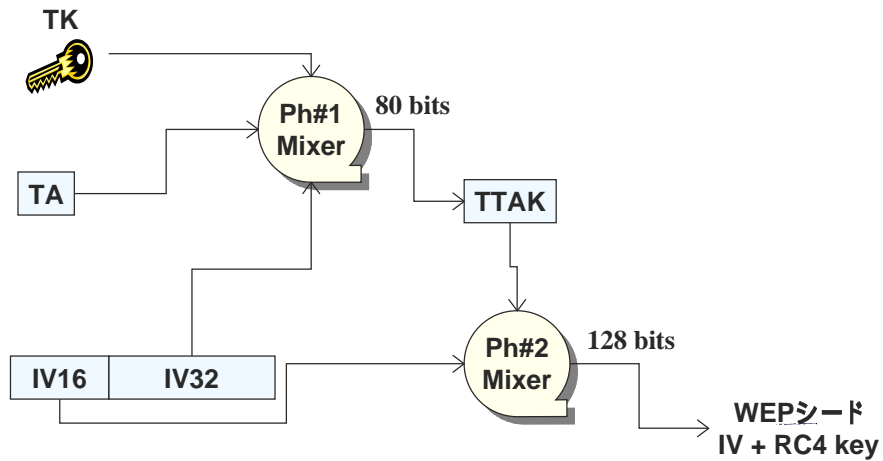 TK
Ph#1
Mixer
80 bits
TA
TTAK
IV16
IV32
Ph#2
Mixer
128 bits
WEPシード
IV + RC4 key